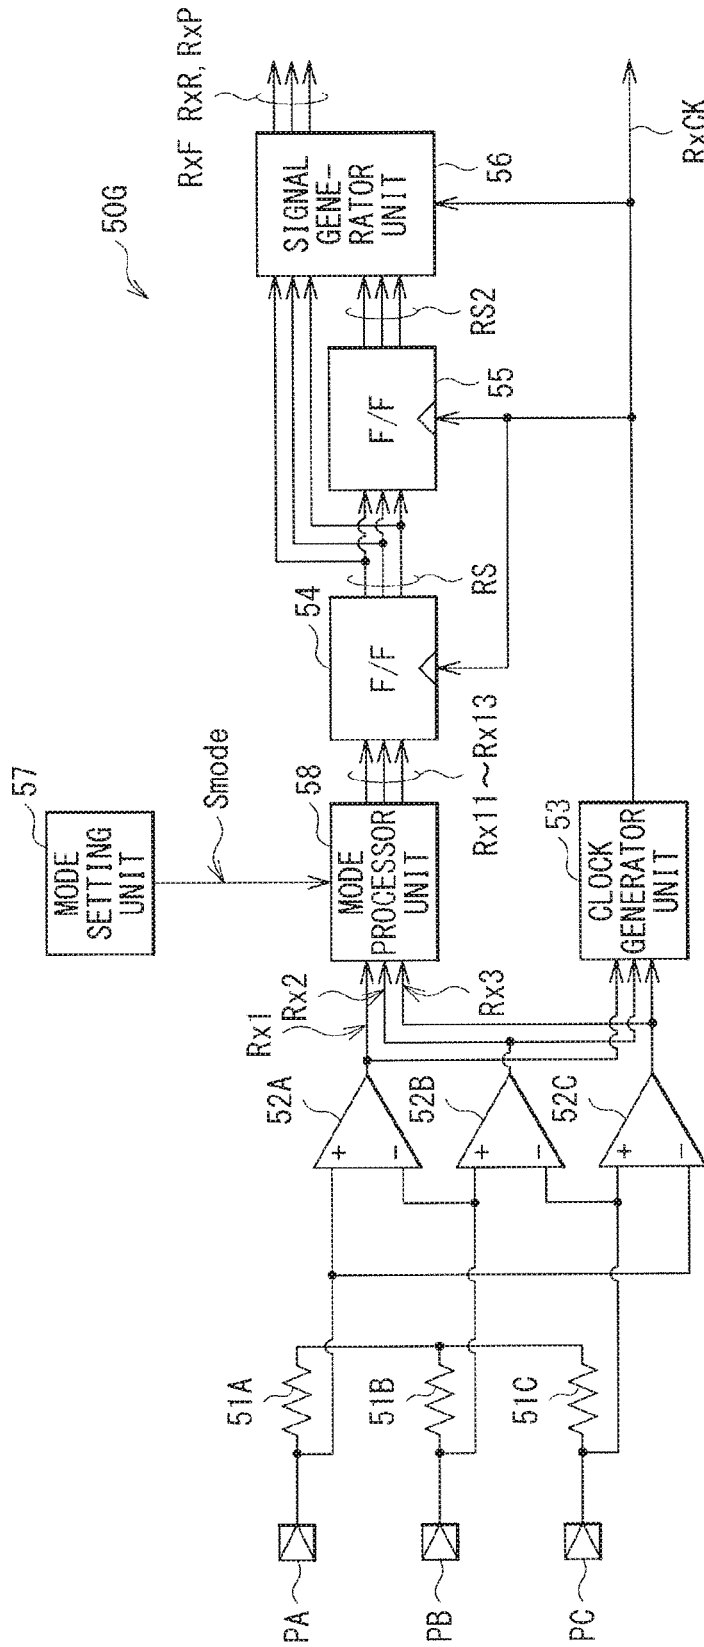 50G
57
MODE
SETTING
UNIT
Smode
RxF RxR, RxP
Rx1
Rx2
Rx3
58
MODE
PROCESSOR
UNIT
Rx11～Rx13
54
F/F
RS
F/F
55
RS2
SIGNAL
GENE-
RATOR
UNIT
56
51A
51B
51C
52A
+
-
52B
+
-
52C
+
-
53
CLOCK
GENERATOR
UNIT
RxCK
PA
PB
PC